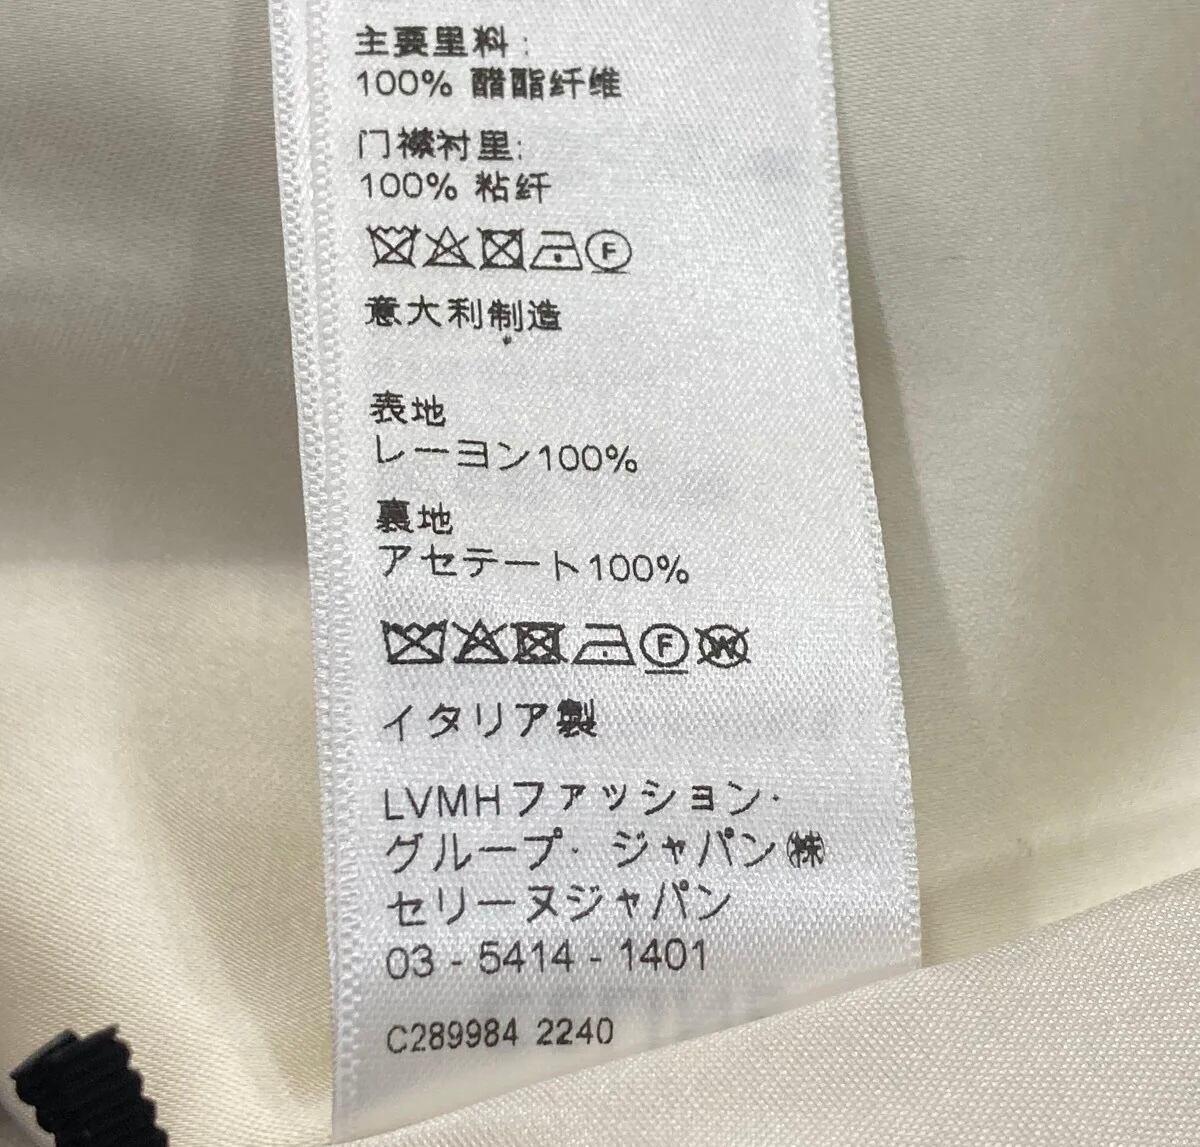 主要里料:
100% 醋酯纤维
门襟衬里:
100% 粘纤
F
意大利制造
表地
レーヨン100%
裏地
アセテート100%
F W
イタリア製
LVMHファッション・
グループ・ジャパン㈱
セリーヌジャパン
03 - 5414 - 1401
C289984 2240